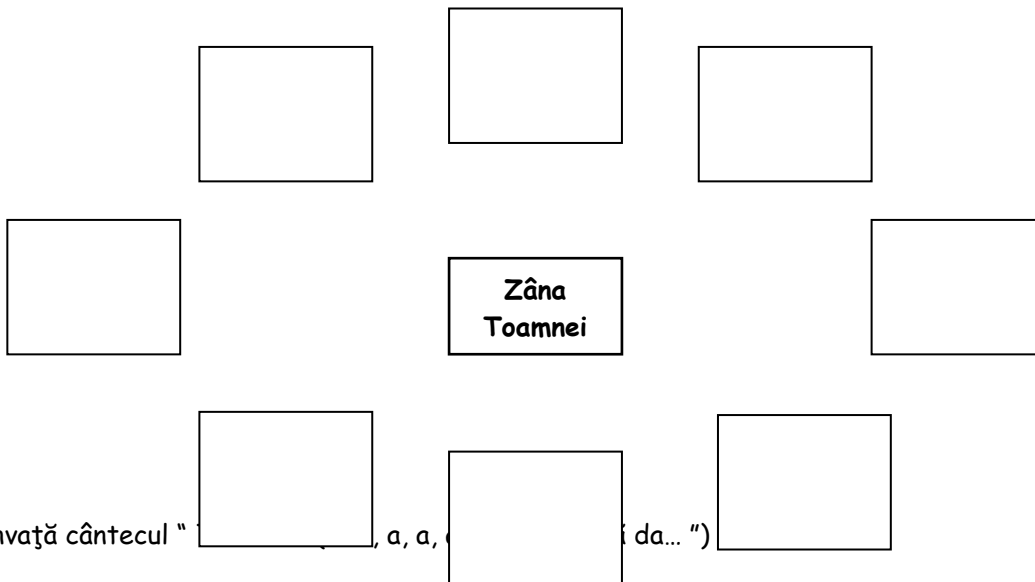 Zâna
Toamnei
nvaţă cântecul “ , a, a, da... ”)